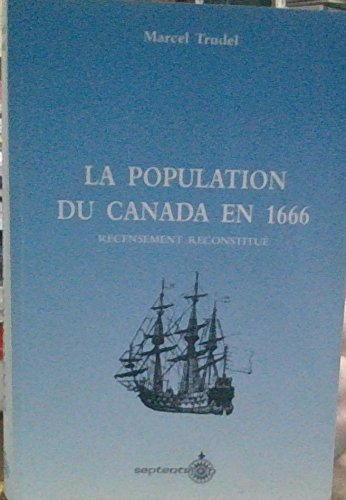 Marcel Trudel
LA POPULATION
DU CANADA EN 1666
RECENSEMENT RECONSTITUÉ
septentrion